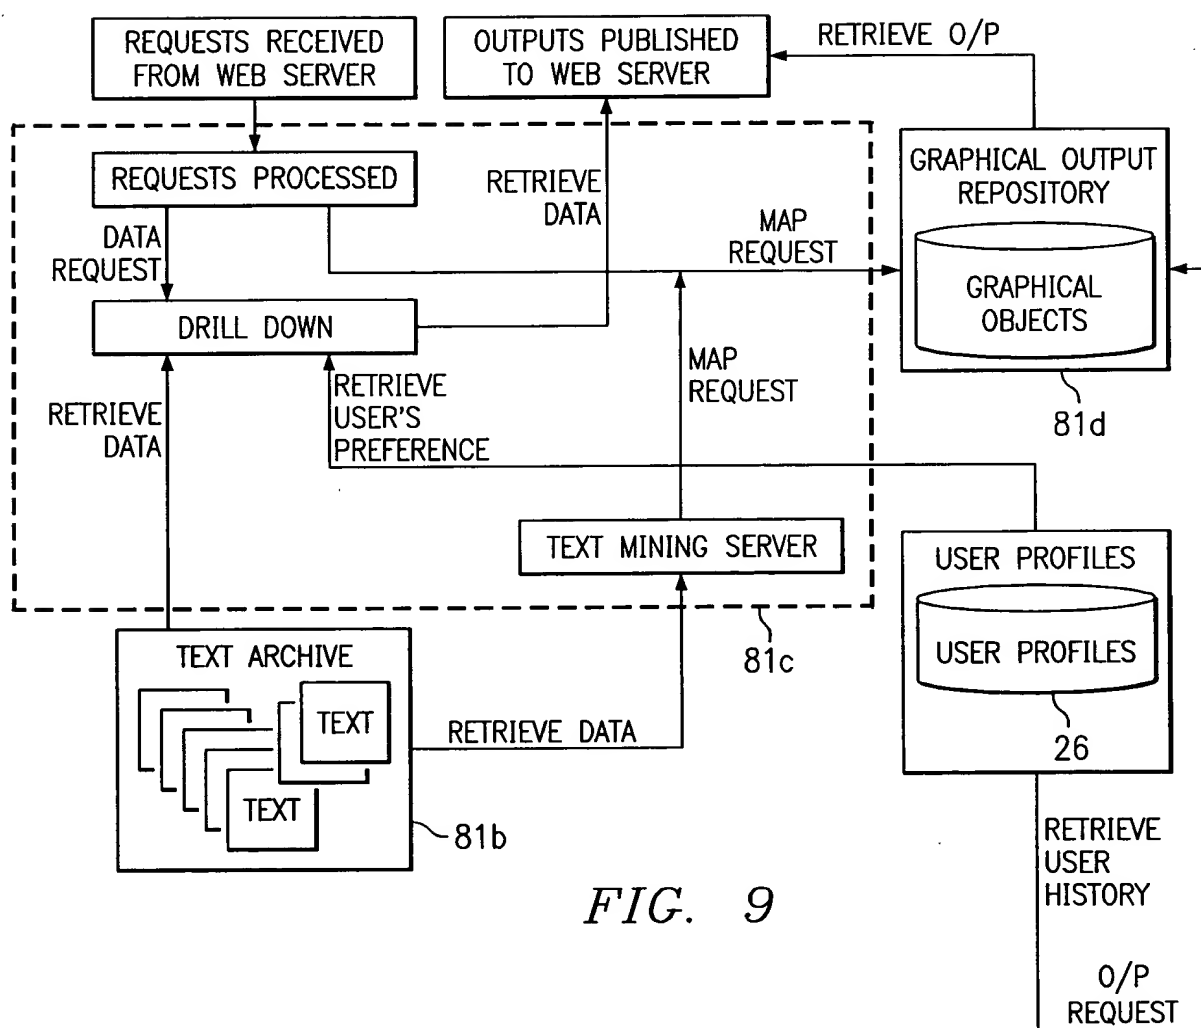 REQUESTS RECEIVED
FROM WEB SERVER
OUTPUTS PUBLISHED
TO WEB SERVER
RETRIEVE O/P
REQUESTS PROCESSED
RETRIEVE
DATA
GRAPHICAL OUTPUT
REPOSITORY
DATA
REQUEST
MAP
REQUEST
GRAPHICAL
OBJECTS
DRILL DOWN
RETRIEVE
DATA
RETRIEVE
USER'S
PREFERENCE
MAP
REQUEST
81d
TEXT MINING SERVER
USER PROFILES
USER PROFILES
26
81c
TEXT ARCHIVE
TEXT
TEXT
RETRIEVE DATA
81b
RETRIEVE
USER
HISTORY
FIG. 9
O/P
REQUEST